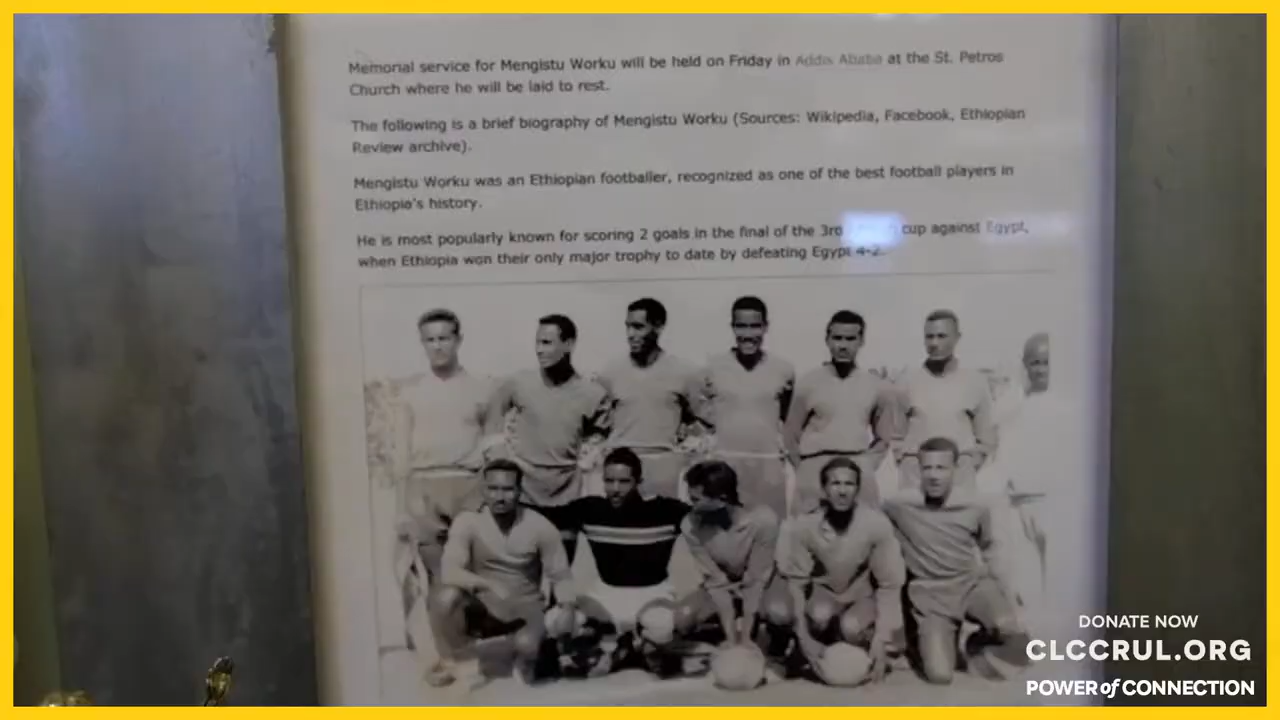 Memorial service for Mengistu Worku will be held on Friday in Addis Ababa at the St. Petros
Church where he will be laid to rest.
The following is a brief biography of Mengistu Worku (Sources: Wikipedia, Facebook, Ethiopian
Review archive).
Mengistu Worku was an Ethiopian footballer, recognized as one of the best football players in
Ethiopia's history.
He is most popularly known for scoring 2 goals in the final of the 3rd cup against Egypt,
when Ethiopia won their only major trophy to date by defeating Egypt 4-2.
DONATE NOW
CLCCRUL.ORG
POWER of CONNECTION